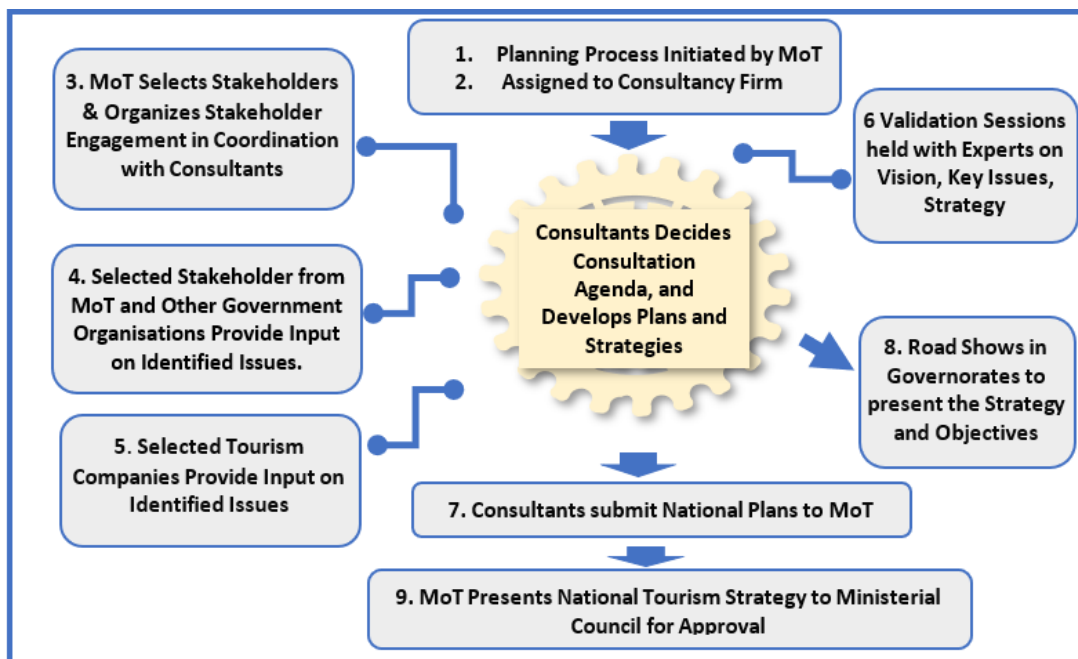 1. Planning Process Initiated by MoT
2. Assigned to Consultancy Firm
3. MoT Selects Stakeholders
& Organizes Stakeholder
Engagement in Coordination
with Consultants
6 Validation Sessions
held with Experts on
Vision, Key Issues,
Strategy
Consultants Decides
Consultation
Agenda, and
Develops Plans and
Strategies
4. Selected Stakeholder from
MoT and Other Government
Organisations Provide Input
on Identified Issues.
8. Road Shows in
Governorates to
present the Strategy
and Objectives
5. Selected Tourism
Companies Provide Input on
Identified Issues
7. Consultants submit National Plans to MoT
9. MoT Presents National Tourism Strategy to Ministerial
Council for Approval